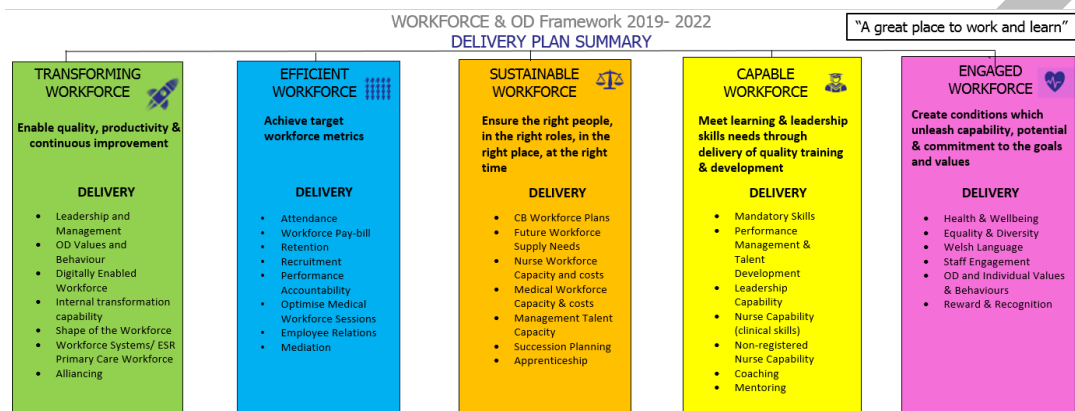 WORKFORCE & OD Framework 2019- 2022
DELIVERY PLAN SUMMARY
“A great place to work and learn”
TRANSFORMING
WORKFORCE
Enable quality, productivity &
continuous improvement
DELIVERY
• Leadership and
Management
• OD Values and
Behaviour
• Digitally Enabled
Workforce
• Internal transformation
capability
• Shape of the Workforce
• Workforce Systems/ ESR
Primary Care Workforce
• Alliancing
EFFICIENT
WORKFORCE
Achieve target
workforce metrics
DELIVERY
• Attendance
• Workforce Pay-bill
• Retention
• Recruitment
• Performance
Accountability
• Optimise Medical
Workforce Sessions
• Employee Relations
• Mediation
SUSTAINABLE
WORKFORCE
Ensure the right people,
in the right roles, in the
right place, at the right
time
DELIVERY
• CB Workforce Plans
• Future Workforce
Supply Needs
• Nurse Workforce
Capacity and costs
• Medical Workforce
Capacity & costs
• Management Talent
Capacity
• Succession Planning
• Apprenticeship
CAPABLE
WORKFORCE
Meet learning & leadership
skills needs through
delivery of quality training
& development
DELIVERY
• Mandatory Skills
• Performance
Management &
Talent
Development
• Leadership
Capability
• Nurse Capability
(clinical skills)
• Non-registered
Nurse Capability
• Coaching
• Mentoring
ENGAGED
WORKFORCE
Create conditions which
unleash capability, potential
& commitment to the goals
and values
DELIVERY
• Health & Wellbeing
• Equality & Diversity
• Welsh Language
• Staff Engagement
• OD and Individual Values
& Behaviours
• Reward & Recognition